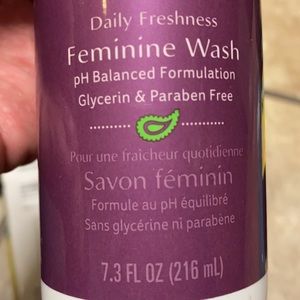 Daily Freshness
Feminine Wash
pH Balanced Formulation
Glycerin & Paraben Free
Pour une fraîcheur quotidienne
Savon féminin
Formule au pH équilibré
Sans glycérine ni parabène
7.3 FL OZ (216 mL)